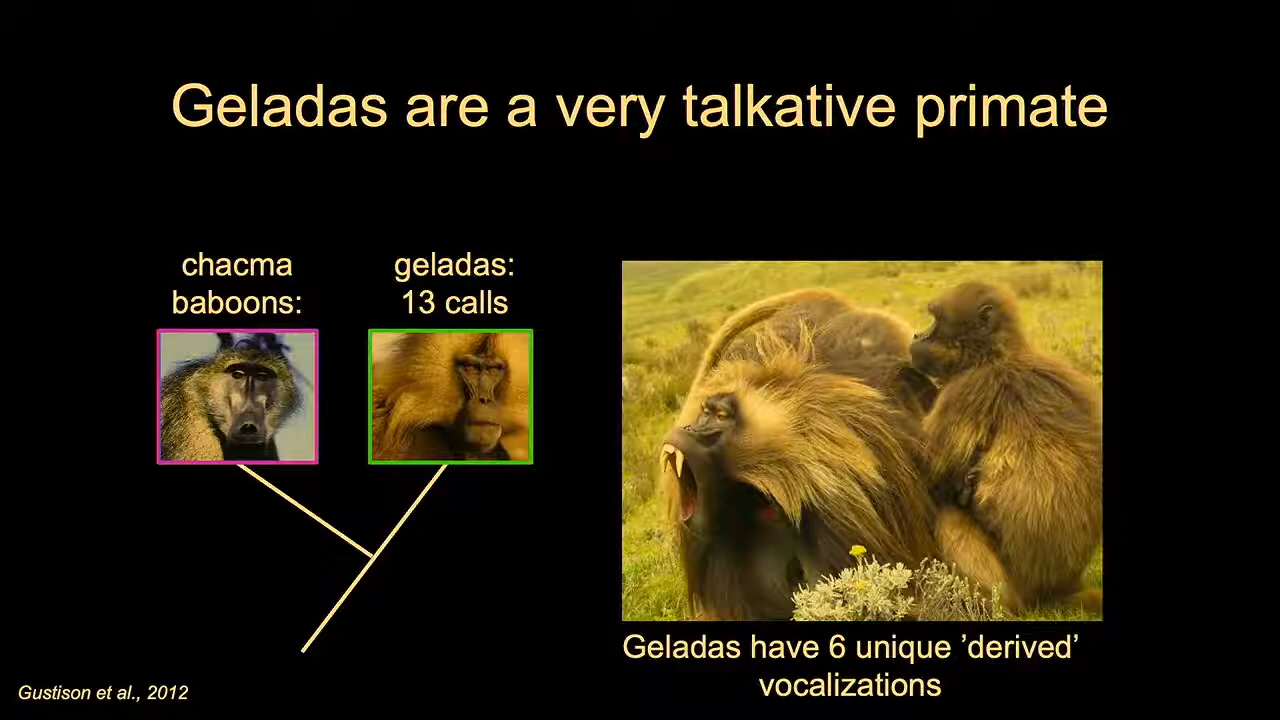 Geladas are a very talkative primate
chacma
baboons:
geladas:
13 calls
Geladas have 6 unique ’derived’
vocalizations
Gustison et al., 2012